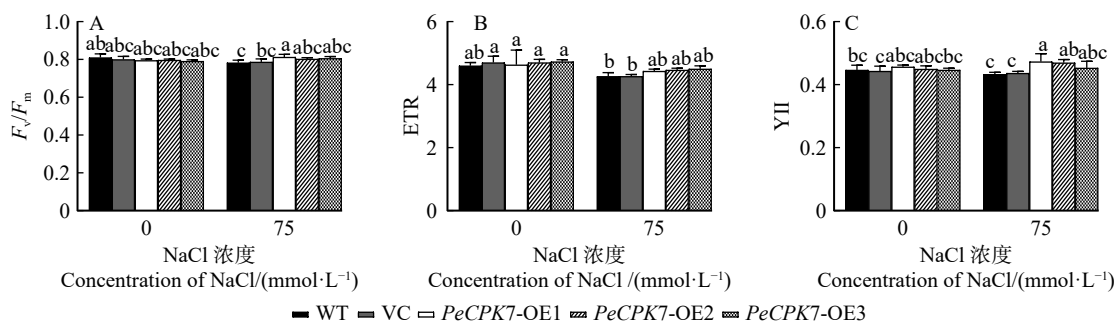 A
B
C
1.0
0.8
0.6
0.4
0.2
0
Fv/Fm
ab abc abc abc abc
c bc a abc abc
0 75
NaCl 浓度
Concentration of NaCl/(mmol·L⁻¹)
6
4
2
0
ETR
ab a a a a
b b ab ab ab
0 75
NaCl 浓度
Concentration of NaCl /(mmol·L⁻¹)
0.6
0.4
0.2
0
YII
bc c abc abc bc
c c a ab abc
0 75
NaCl 浓度
Concentration of NaCl/(mmol·L⁻¹)
WT VC PeCPK7-OE1 PeCPK7-OE2 PeCPK7-OE3